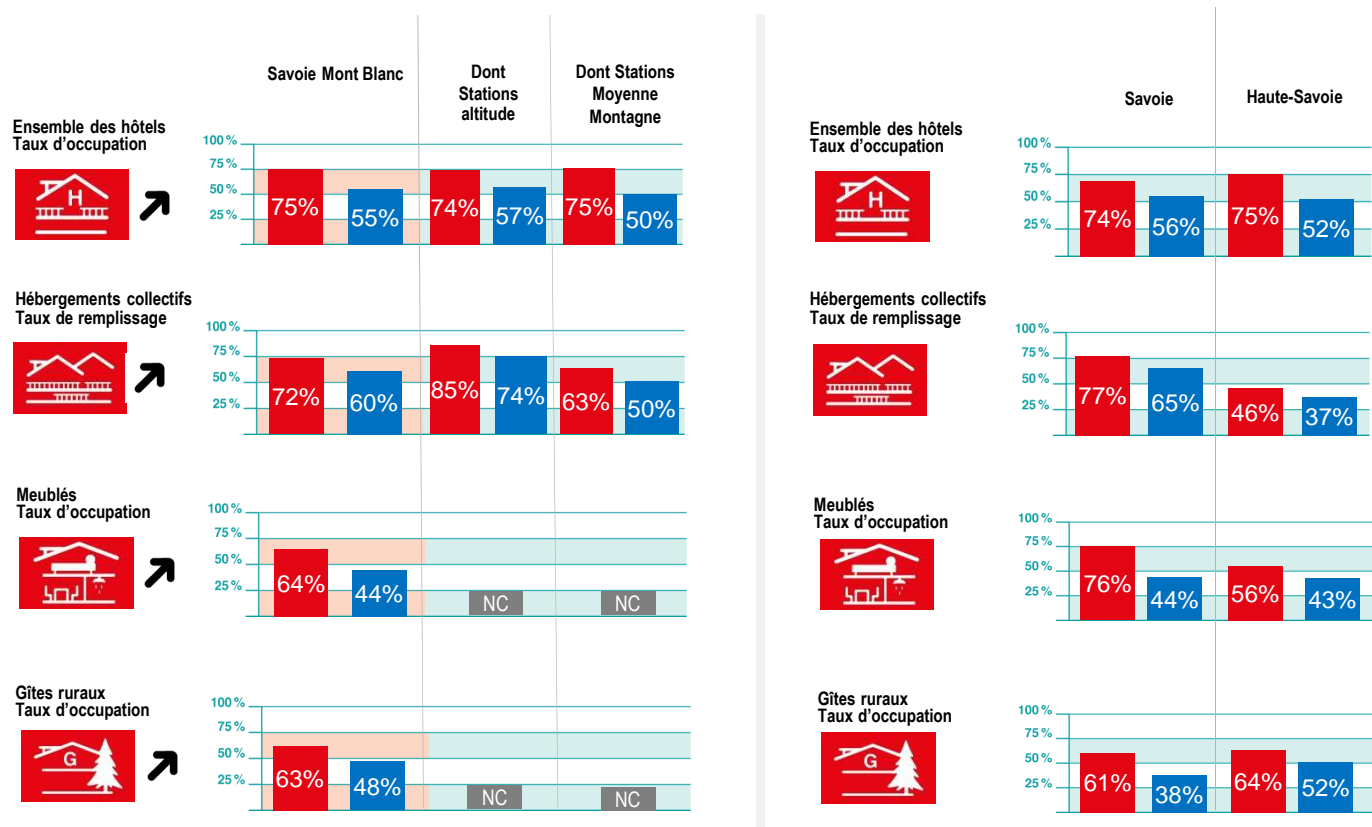 Savoie Mont Blanc
Dont
Stations
altitude
Dont Stations
Moyenne
Montagne
Ensemble des hôtels
Taux d'occupation
H
100%
75%
50%
25%
75%
55%
74%
57%
75%
50%
Hébergements collectifs
Taux de remplissage
100%
75%
50%
25%
72%
60%
85%
74%
63%
50%
Meublés
Taux d'occupation
100%
75%
50%
25%
64%
44%
NC
NC
Gîtes ruraux
Taux d'occupation
G
100%
75%
50%
25%
63%
48%
NC
NC
Savoie
Haute-Savoie
Ensemble des hôtels
Taux d'occupation
H
100%
75%
50%
25%
74%
56%
75%
52%
Hébergements collectifs
Taux de remplissage
100%
75%
50%
25%
77%
65%
46%
37%
Meublés
Taux d'occupation
100%
75%
50%
25%
76%
44%
56%
43%
Gîtes ruraux
Taux d'occupation
G
100%
75%
50%
25%
61%
38%
64%
52%